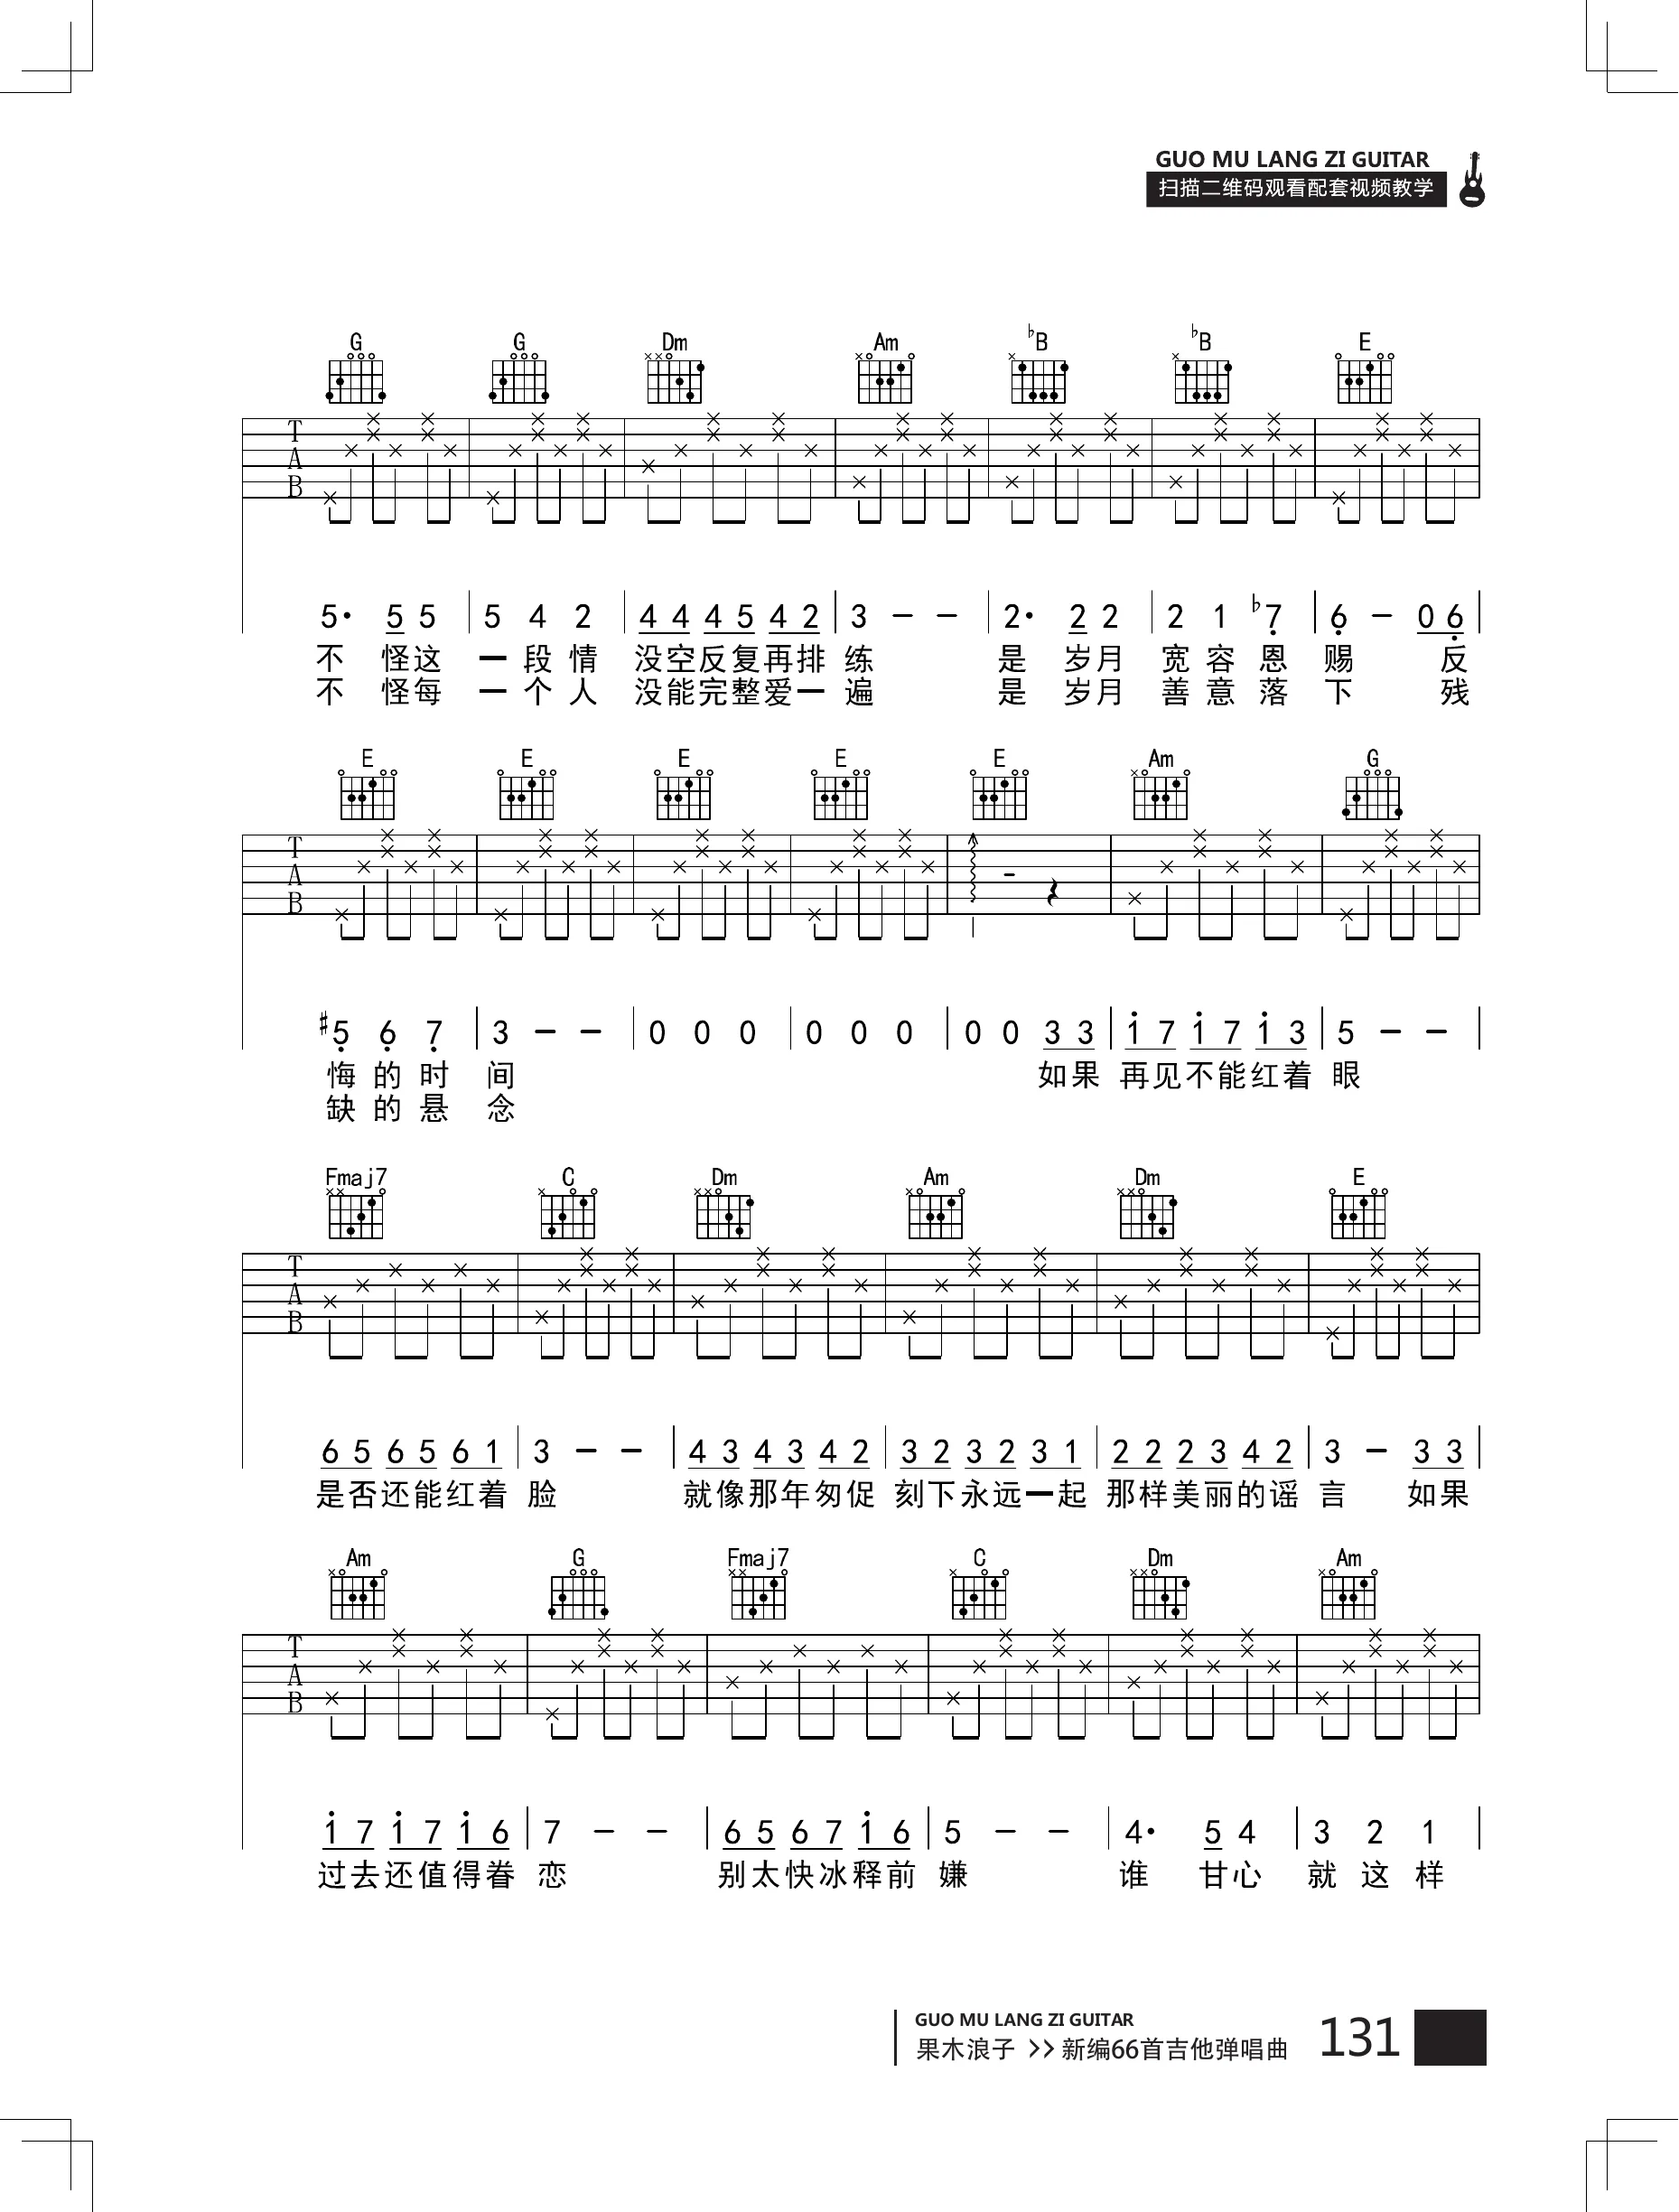 GUO MU LANG ZI GUITAR
扫描二维码观看配套视频教学
G G Dm Am ♭B ♭B E
T
A
B
5· 5 5 | 5 4 2 | 4 4 4 5 4 2 | 3 – – | 2· 2 2 | 2 1 ♭7̣ | 6̣ – 0 6̣ |
不 怪这 一段情 没空反复再排练 是 岁月 宽容恩赐 反
不 怪每 一个人 没能完整爱一遍 是 岁月 善意落下 残
E E E E E Am G
T
A
B
♯5̣ 6̣ 7̣ | 3 – – | 0 0 0 | 0 0 0 | 0 0 3 3 | 1̇ 7 1̇ 7 1̇ 3 | 5 – – |
悔的时间 如果 再见不能红着眼
缺的悬念
Fmaj7 C Dm Am Dm E
T
A
B
6 5 6 5 6 1 | 3 – – | 4 3 4 3 4 2 | 3 2 3 2 3 1 | 2 2 2 3 4 2 | 3 – 3 3 |
是否还能红着脸 就像那年匆促 刻下永远一起 那样美丽的谣言 如果
Am G Fmaj7 C Dm Am
T
A
B
1̇ 7 1̇ 7 1̇ 6 | 7 – – | 6 5 6 7 1̇ 6 | 5 – – | 4· 5 4 | 3 2 1 |
过去还值得眷恋 别太快冰释前嫌 谁 甘心 就这样
GUO MU LANG ZI GUITAR
果木浪子 >> 新编66首吉他弹唱曲 131